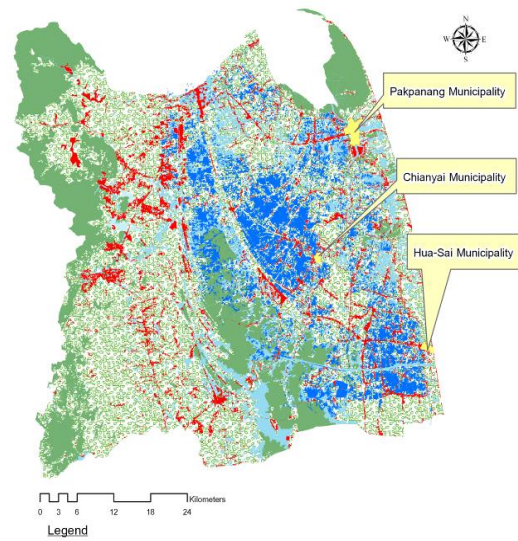 N
W E
S
Pakpanang Municipality
Chianyai Municipality
Hua-Sai Municipality
Kilometers
0 3 6 12 18 24
Legend